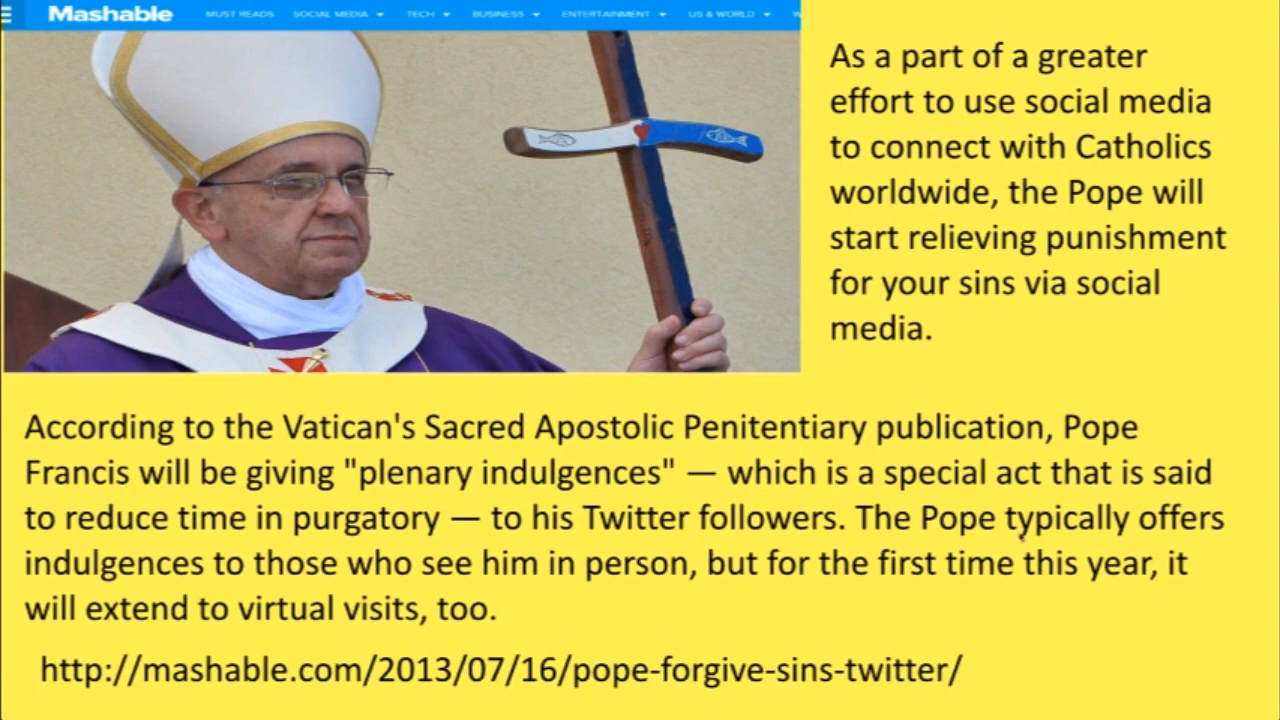 Mashable MUST READS SOCIAL MEDIA TECH BUSINESS ENTERTAINMENT US & WORLD
As a part of a greater
effort to use social media
to connect with Catholics
worldwide, the Pope will
start relieving punishment
for your sins via social
media.
According to the Vatican's Sacred Apostolic Penitentiary publication, Pope
Francis will be giving "plenary indulgences" — which is a special act that is said
to reduce time in purgatory — to his Twitter followers. The Pope typically offers
indulgences to those who see him in person, but for the first time this year, it
will extend to virtual visits, too.
http://mashable.com/2013/07/16/pope-forgive-sins-twitter/